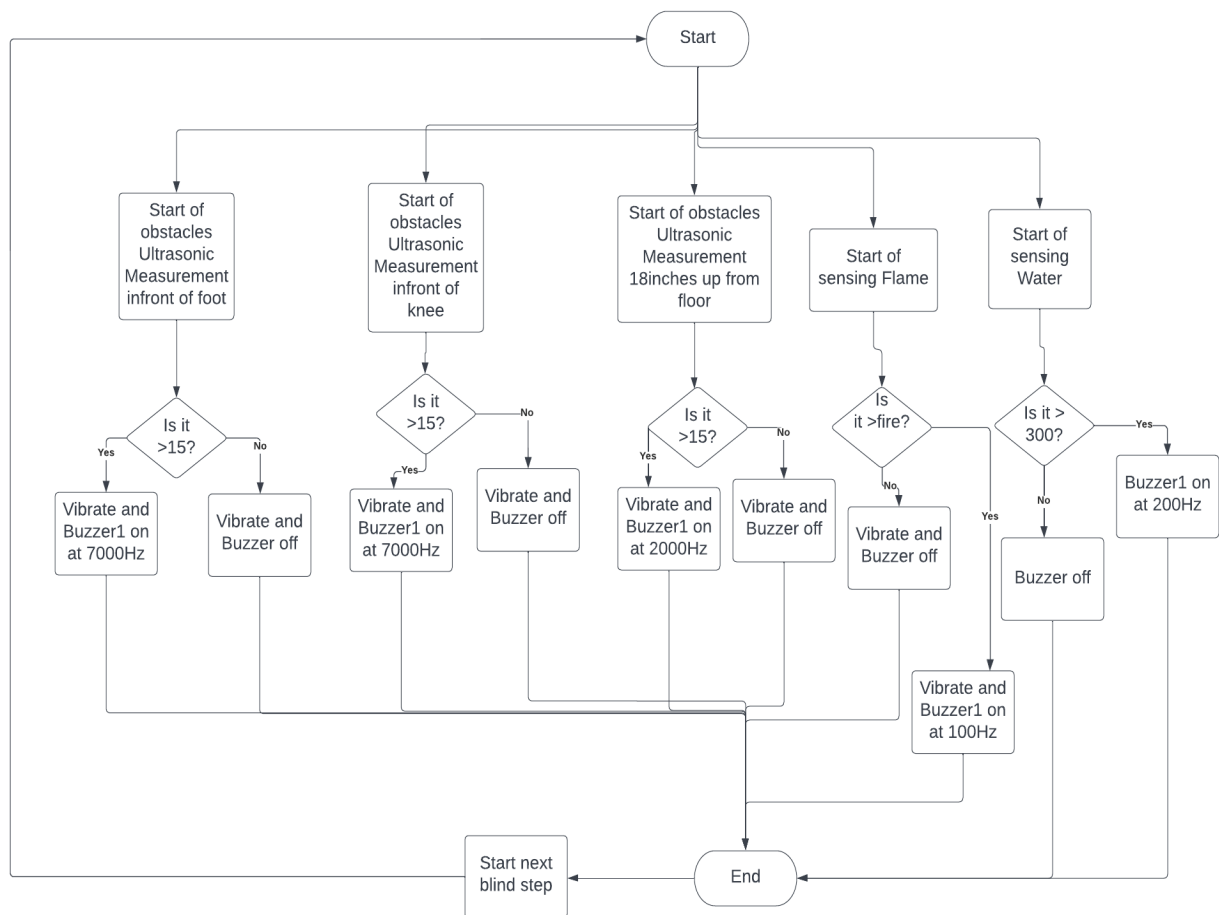 Start
Start of
obstacles
Ultrasonic
Measurement
infront of foot
Start of
obstacles
Ultrasonic
Measurement
infront of
knee
Start of obstacles
Ultrasonic
Measurement
18inches up from
floor
Start of
sensing Flame
Start of
sensing
Water
Is it
>15?
Yes
No
Is it
>15?
Yes
No
Is it
>15?
Yes
No
Is
it >fire?
No
Yes
Is it >
300?
No
Yes
Vibrate and
Buzzer1 on
at 7000Hz
Vibrate and
Buzzer off
Vibrate and
Buzzer1 on
at 7000Hz
Vibrate and
Buzzer off
Vibrate and
Buzzer1 on
at 2000Hz
Vibrate and
Buzzer off
Vibrate and
Buzzer off
Vibrate and
Buzzer1 on
at 100Hz
Buzzer off
Buzzer1 on
at 200Hz
Start next
blind step
End